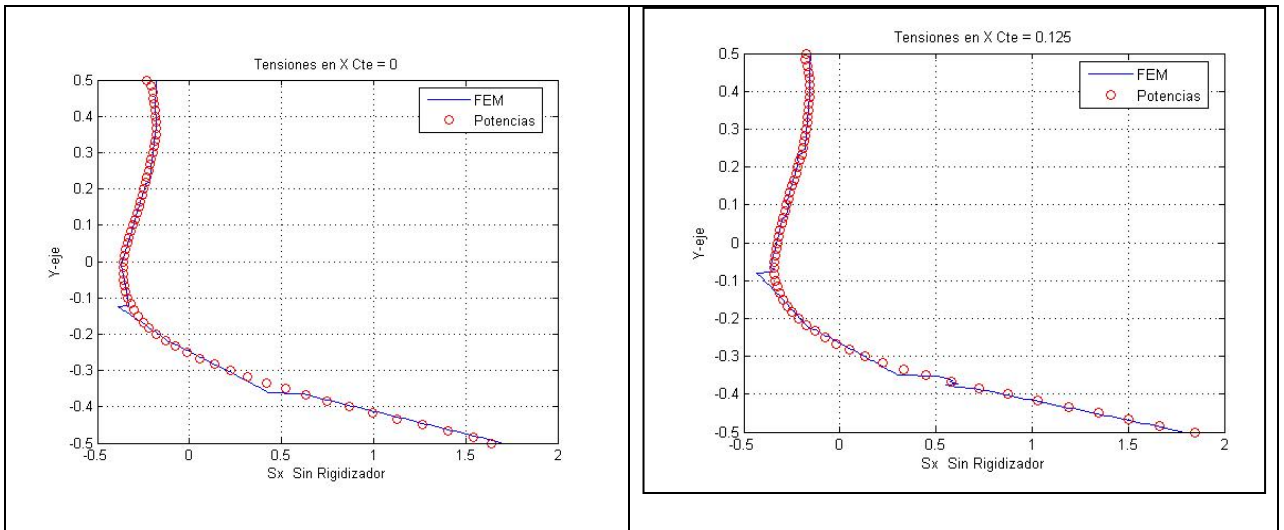 Tensiones en X Cte = 0
FEM
Potencias
0.5
0.4
0.3
0.2
0.1
0
-0.1
-0.2
-0.3
-0.4
-0.5
Y-eje
-0.5 0 0.5 1 1.5 2
Sx Sin Rigidizador
Tensiones en X Cte = 0.125
FEM
Potencias
0.5
0.4
0.3
0.2
0.1
0
-0.1
-0.2
-0.3
-0.4
-0.5
Y-eje
-0.5 0 0.5 1 1.5 2
Sx Sin Rigidizador